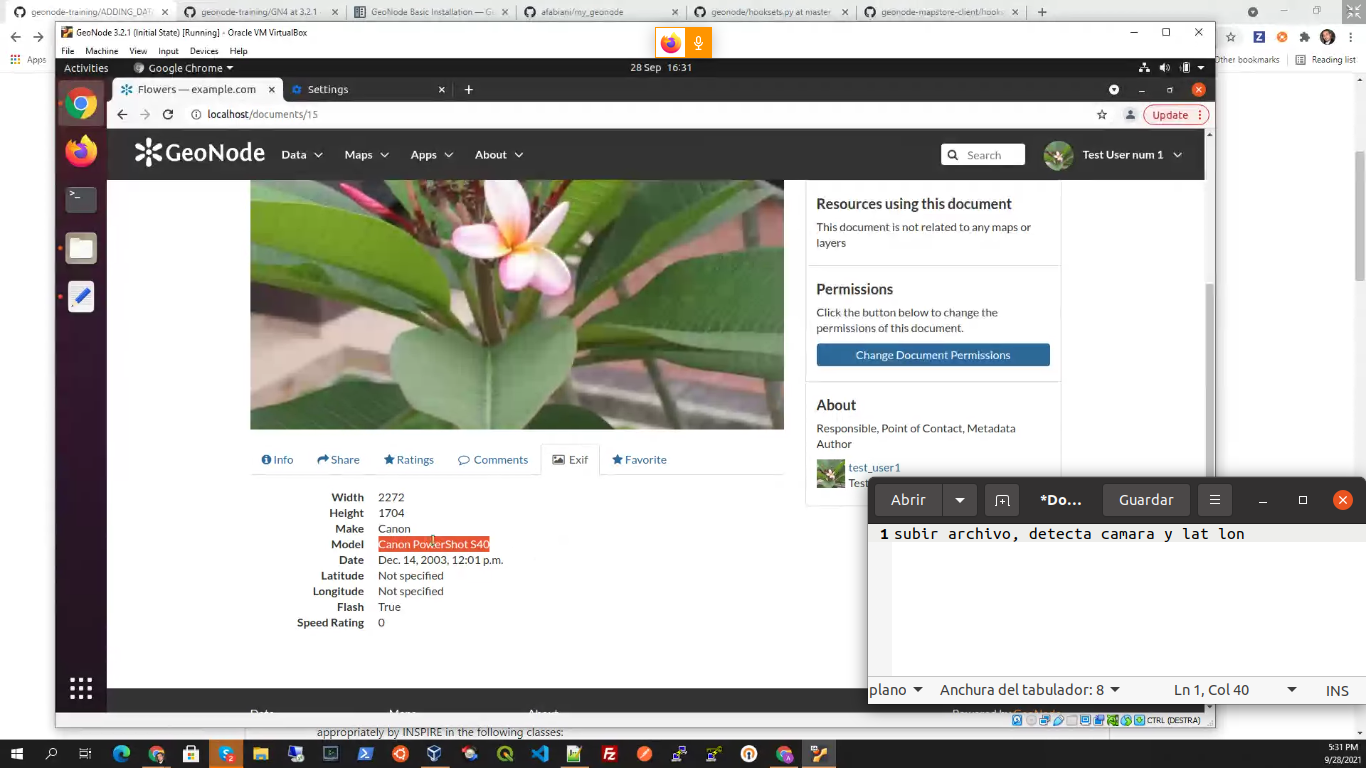 geonode-training/ADDING_DAT
geonode-training/GN4 at 3.2.1
GeoNode Basic Installation — G
afabiani/my_geonode
geonode/hooksets.py at master
geonode-mapstore-client/hook
Apps
Other bookmarks
Reading list
GeoNode 3.2.1 (Initial State) [Running] - Oracle VM VirtualBox
File Machine View Input Devices Help
Activities Google Chrome 28 Sep 16:31
Flowers — example.com
Settings
localhost/documents/15
Update
GeoNode Data Maps Apps About Search Test User num 1
Resources using this document
This document is not related to any maps or
layers
Permissions
Click the button below to change the
permissions of this document.
Change Document Permissions
About
Responsible, Point of Contact, Metadata
Author
test_user1
Info Share Ratings Comments Exif Favorite
Width 2272
Height 1704
Make Canon
Model Canon PowerShot S40
Date Dec. 14, 2003, 12:01 p.m.
Latitude Not specified
Longitude Not specified
Flash True
Speed Rating 0
Abrir *Do... Guardar
1 subir archivo, detecta camara y lat lon
plano Anchura del tabulador: 8 Ln 1, Col 40 INS
CTRL (DESTRA)
appropriately by INSPIRE in the following classes:
5:31 PM
9/28/2021